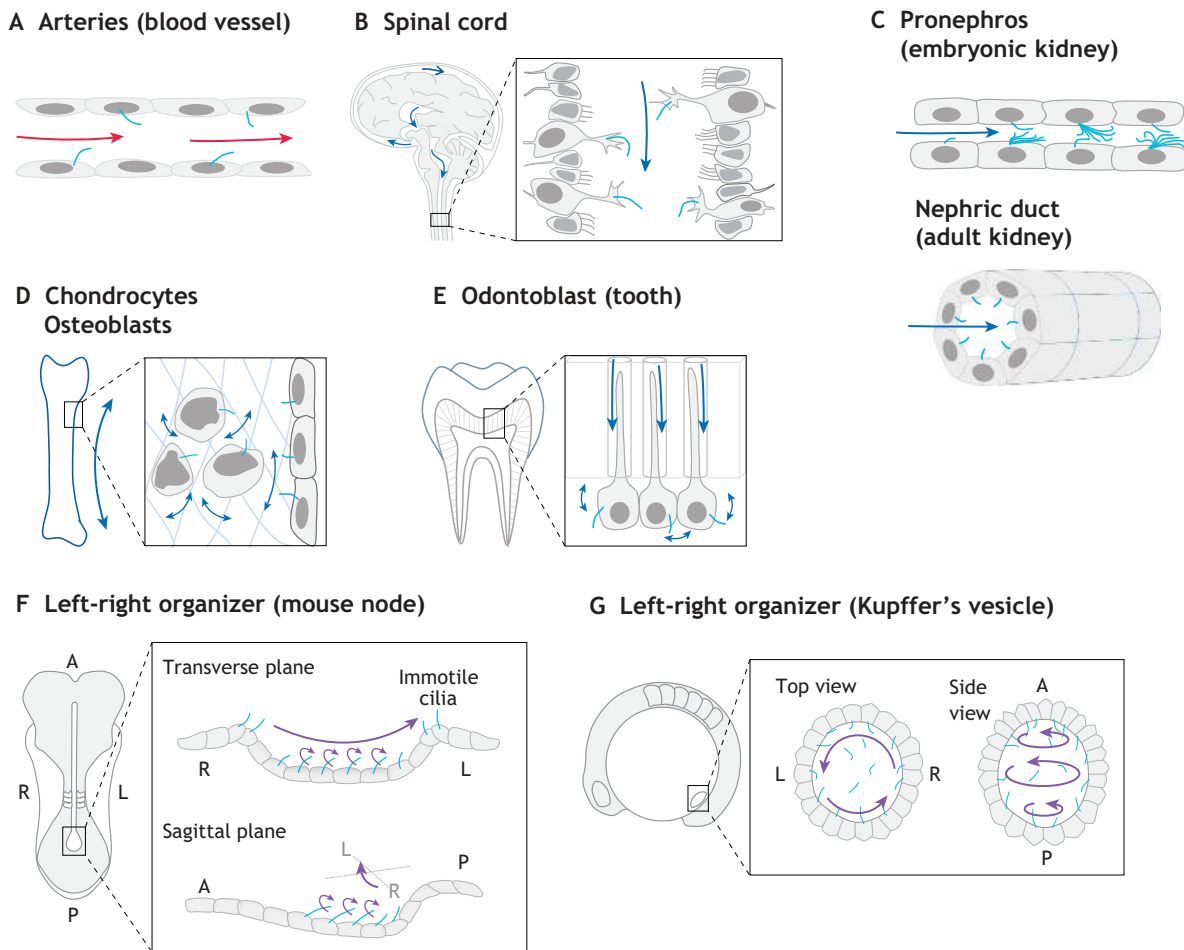 A Arteries (blood vessel)
B Spinal cord
C Pronephros
(embryonic kidney)
Nephric duct
(adult kidney)
D Chondrocytes
Osteoblasts
E Odontoblast (tooth)
F Left-right organizer (mouse node)
A
R
L
P
Transverse plane
Immotile
cilia
R
L
Sagittal plane
L
R
A
P
G Left-right organizer (Kupffer’s vesicle)
Top view
L
R
Side
view
A
P